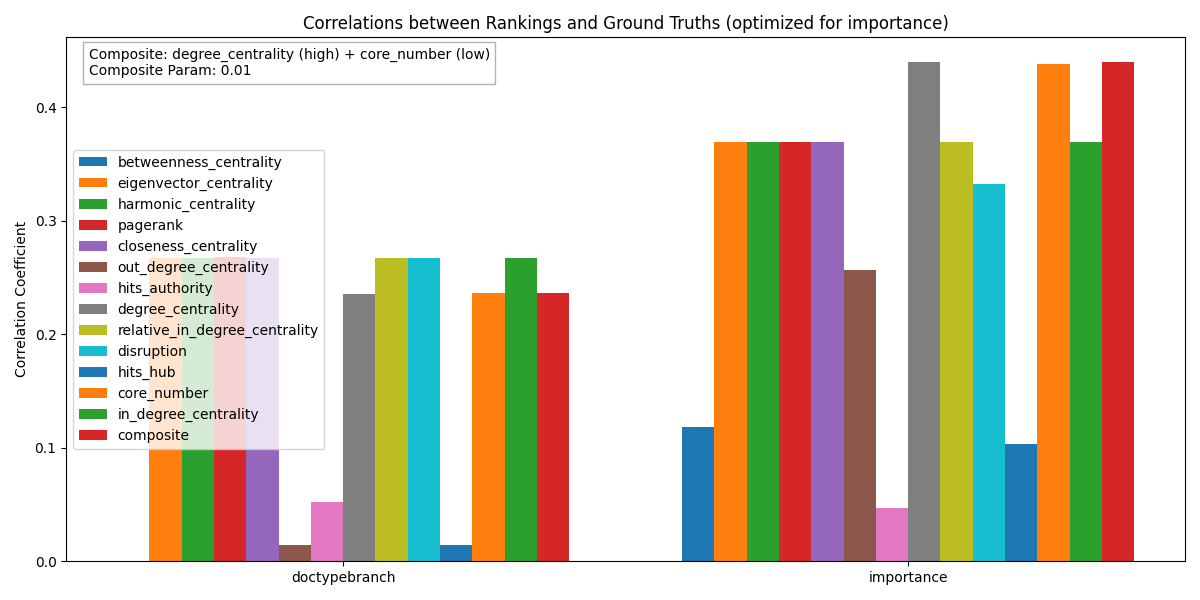 Correlations between Rankings and Ground Truths (optimized for importance)
Composite: degree_centrality (high) + core_number (low)
Composite Param: 0.01
Correlation Coefficient
0.4
0.3
0.2
0.1
0.0
betweenness_centrality
eigenvector_centrality
harmonic_centrality
pagerank
closeness_centrality
out_degree_centrality
hits_authority
degree_centrality
relative_in_degree_centrality
disruption
hits_hub
core_number
in_degree_centrality
composite
doctypebranch
importance